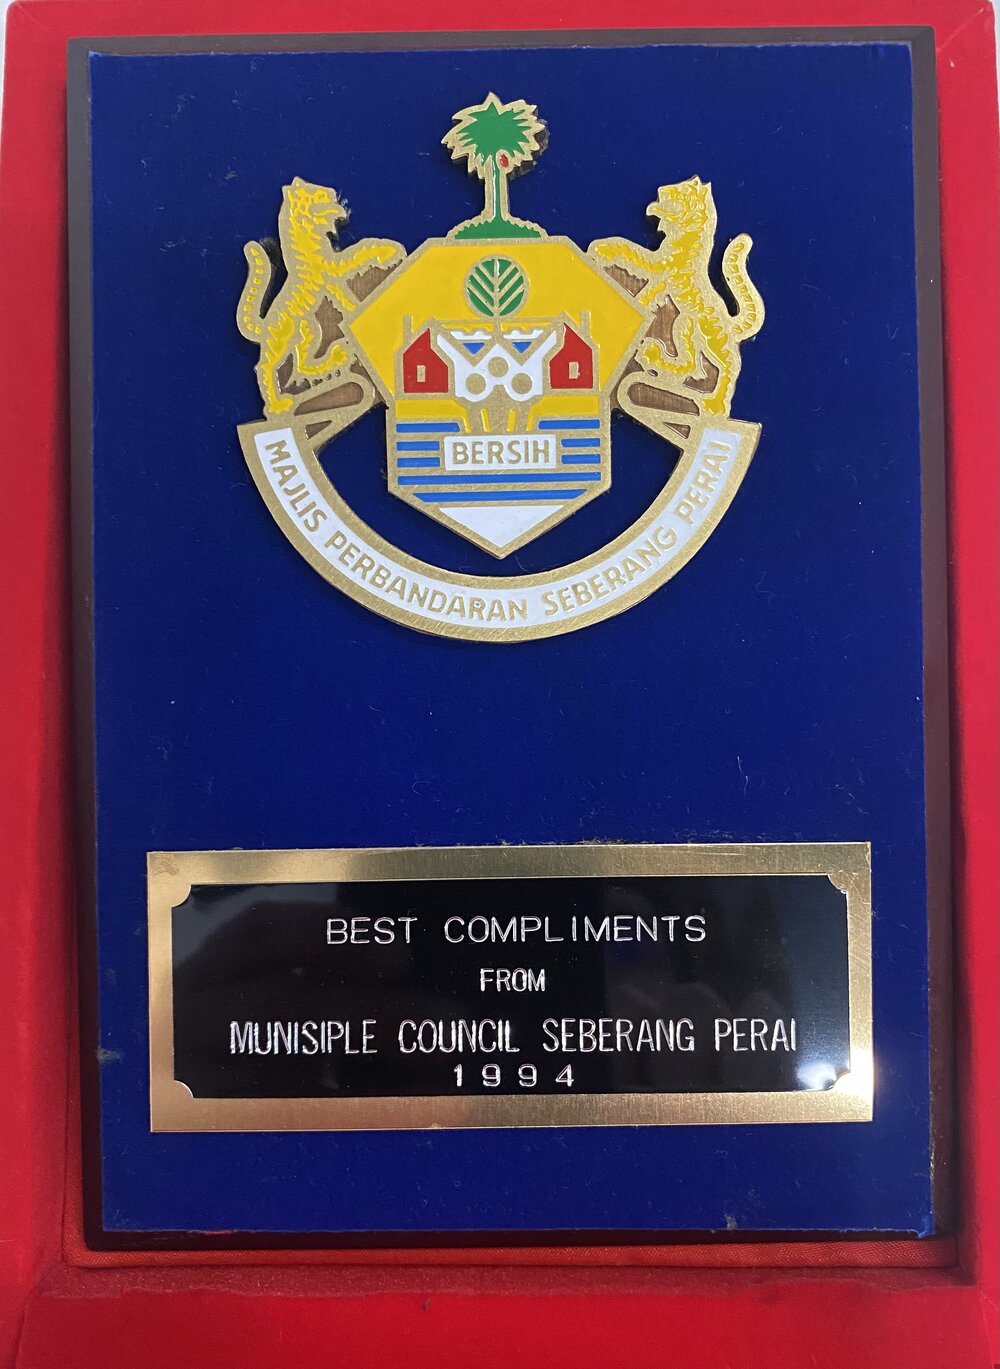 BERSIH
MAJLIS PERBANDARAN SEBERANG PERAI
BEST COMPLIMENTS
FROM
MUNISIPLE COUNCIL SEBERANG PERAI
1994